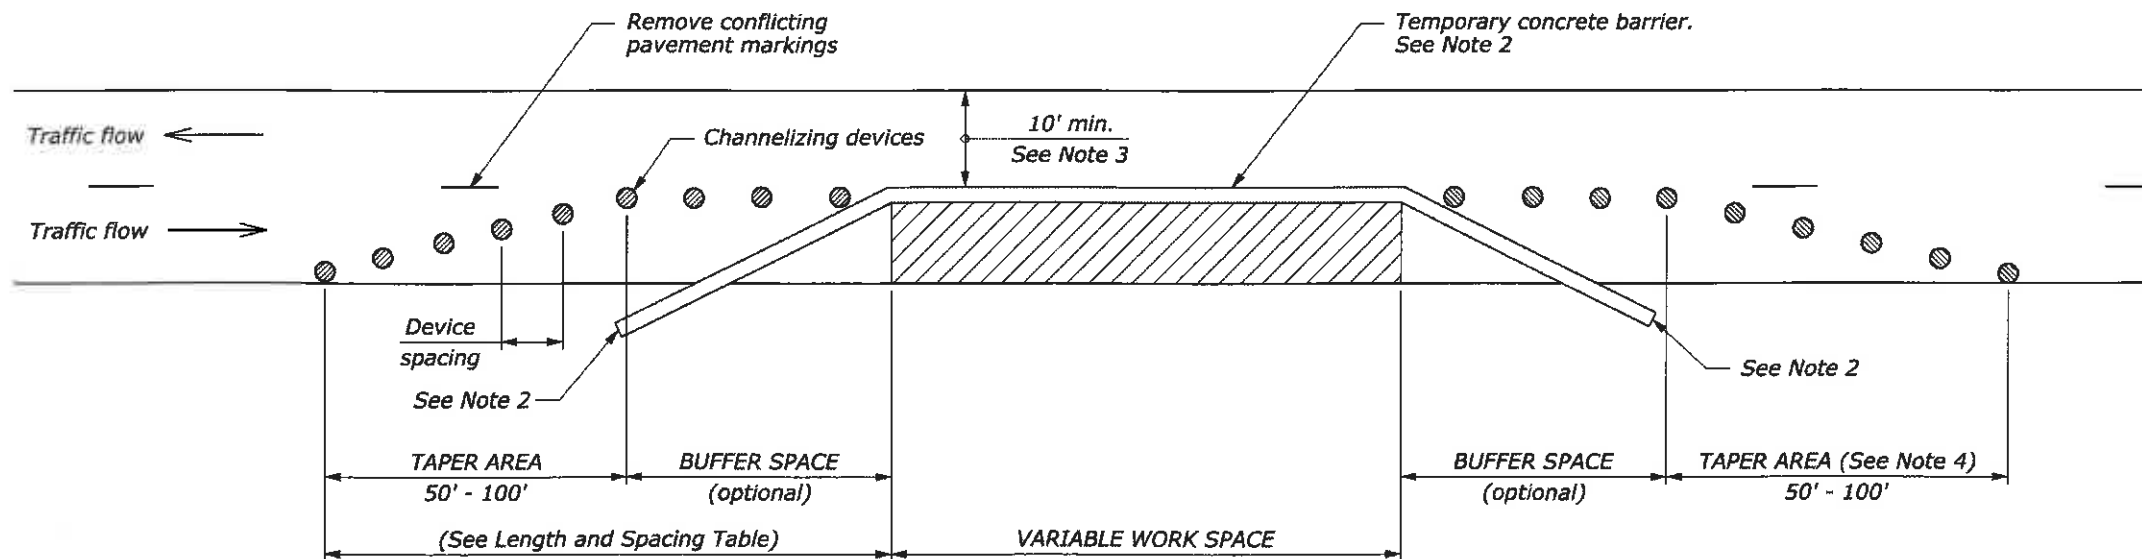 Remove conflicting
pavement markings
Temporary concrete barrier.
See Note 2
Traffic flow
Channelizing devices
10' min.
See Note 3
Traffic flow
Device
spacing
See Note 2
See Note 2
TAPER AREA
50' - 100'
BUFFER SPACE
(optional)
BUFFER SPACE
(optional)
TAPER AREA (See Note 4)
50' - 100'
(See Length and Spacing Table)
VARIABLE WORK SPACE